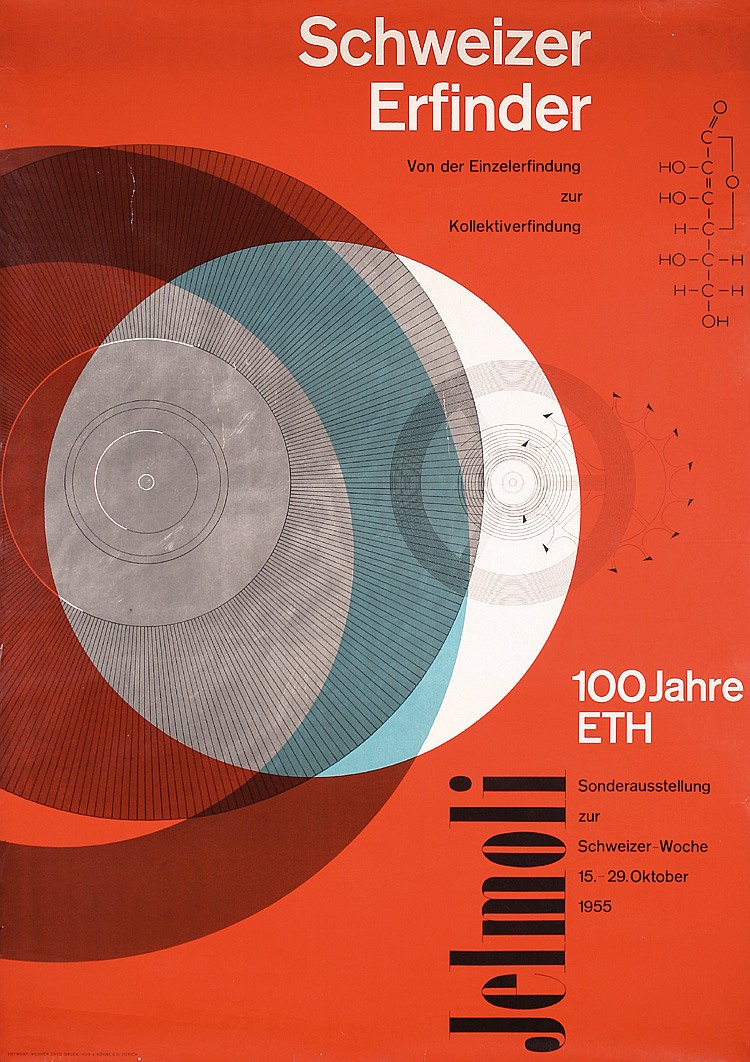 Schweizer
Erfinder
Von der Einzelerfindung
zur
Kollektiverfindung
O
C
HO–C
O
HO–C
H–C
HO–C–H
H–C–H
OH
100 Jahre
ETH
Jelmoli
Sonderausstellung
zur
Schweizer-Woche
15.–29. Oktober
1955